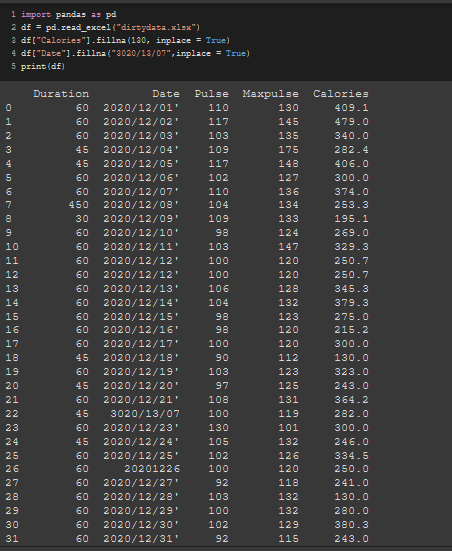 1 import pandas as pd
2 df = pd.read_excel("dirtydata.xlsx")
3 df["Calories"].fillna(130, inplace = True)
4 df["Date"].fillna("3020/13/07",inplace = True)
5 print(df)
Duration Date Pulse Maxpulse Calories
0 60 2020/12/01' 110 130 409.1
1 60 2020/12/02' 117 145 479.0
2 60 2020/12/03' 103 135 340.0
3 45 2020/12/04' 109 175 282.4
4 45 2020/12/05' 117 148 406.0
5 60 2020/12/06' 102 127 300.0
6 60 2020/12/07' 110 136 374.0
7 450 2020/12/08' 104 134 253.3
8 30 2020/12/09' 109 133 195.1
9 60 2020/12/10' 98 124 269.0
10 60 2020/12/11' 103 147 329.3
11 60 2020/12/12' 100 120 250.7
12 60 2020/12/12' 100 120 250.7
13 60 2020/12/13' 106 128 345.3
14 60 2020/12/14' 104 132 379.3
15 60 2020/12/15' 98 123 275.0
16 60 2020/12/16' 98 120 215.2
17 60 2020/12/17' 100 120 300.0
18 45 2020/12/18' 90 112 130.0
19 60 2020/12/19' 103 123 323.0
20 45 2020/12/20' 97 125 243.0
21 60 2020/12/21' 108 131 364.2
22 45 3020/13/07 100 119 282.0
23 60 2020/12/23' 130 101 300.0
24 45 2020/12/24' 105 132 246.0
25 60 2020/12/25' 102 126 334.5
26 60 20201226 100 120 250.0
27 60 2020/12/27' 92 118 241.0
28 60 2020/12/28' 103 132 130.0
29 60 2020/12/29' 100 132 280.0
30 60 2020/12/30' 102 129 380.3
31 60 2020/12/31' 92 115 243.0